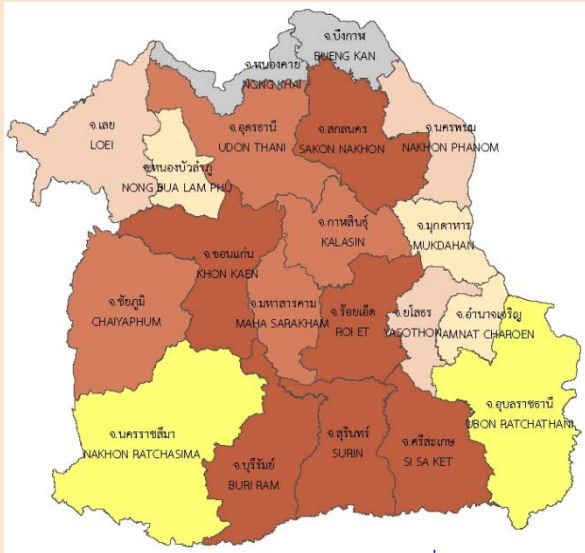 จ.บึงกาฬ
BUENG KAN
จ.หนองคาย
NONG KHAI
จ.เลย
LOEI
จ.อุดรธานี
UDON THANI
จ.สกลนคร
SAKON NAKHON
จ.นครพนม
NAKHON PHANOM
จ.หนองบัวลำภู
NONG BUA LAM PHU
จ.กาฬสินธุ์
KALASIN
จ.มุกดาหาร
MUKDAHAN
จ.ขอนแก่น
KHON KAEN
จ.ชัยภูมิ
CHAIYAPHUM
จ.มหาสารคาม
MAHA SARAKHAM
จ.ร้อยเอ็ด
ROI ET
จ.ยโสธร
YASOTHON
จ.อำนาจเจริญ
AMNAT CHAROEN
จ.อุบลราชธานี
UBON RATCHATHANI
จ.นครราชสีมา
NAKHON RATCHASIMA
จ.บุรีรัมย์
BURI RAM
จ.สุรินทร์
SURIN
จ.ศรีสะเกษ
SI SA KET